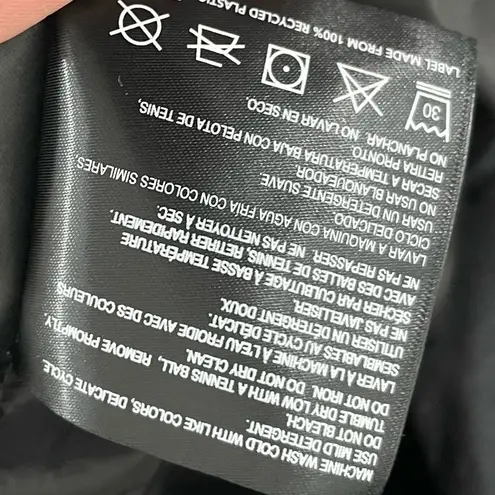 MACHINE WASH COLD WITH LIKE COLORS, DELICATE CYCLE.
USE MILD DETERGENT.
DO NOT BLEACH.
TUMBLE DRY LOW WITH A TENNIS BALL, REMOVE PROMPTLY.
DO NOT IRON. DO NOT DRY CLEAN.
LAVER À LA MACHINE À L'EAU FROIDE AVEC DES COULEURS
SEMBLABLES AU CYCLE DÉLICAT.
UTILISER UN DÉTERGENT DOUX.
NE PAS JAVELLISER.
SÉCHER PAR CULBUTAGE À BASSE TEMPÉRATURE
AVEC DES BALLES DE TENNIS, RETIRER RAPIDEMENT.
NE PAS REPASSER. NE PAS NETTOYER À SEC.
LAVAR A MAQUINA CON AGUA FRÍA CON COLORES SIMILARES
CICLO DELICADO.
USAR UN DETERGENTE SUAVE.
NO USAR BLANQUEADOR
SECAR A TEMPERATURA BAJA CON PELOTA DE TENIS,
RETIRA PRONTO.
NO PLANCHAR. NO LAVAR EN SECO.
30
LABEL MADE FROM 100% RECYCLED PLASTIC